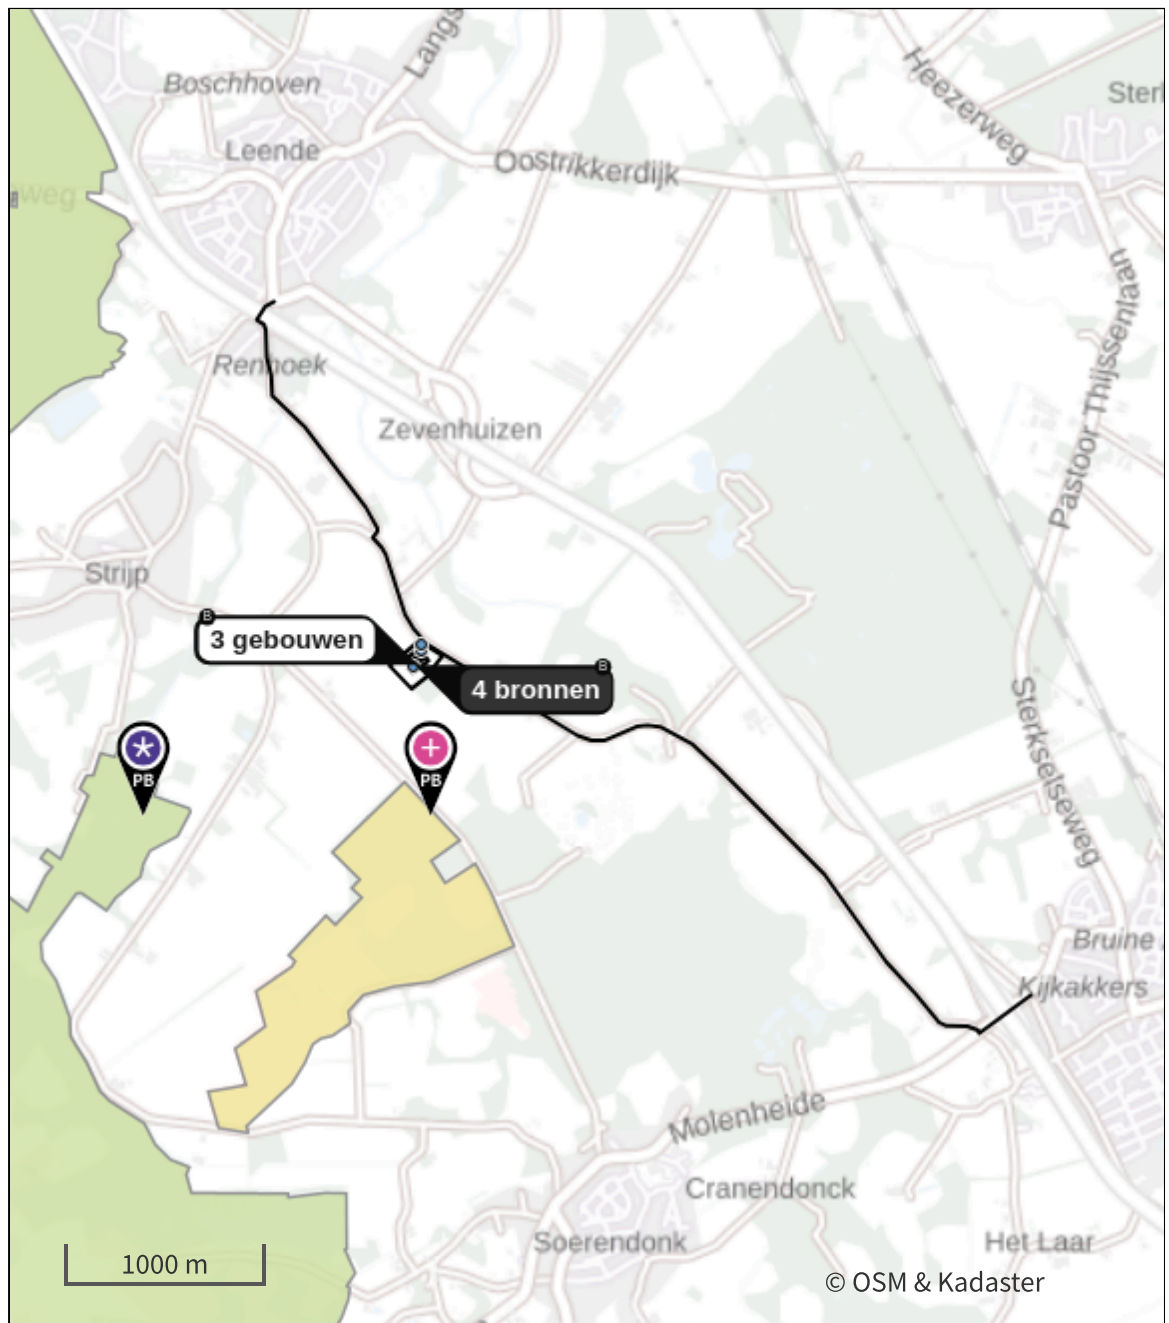 Langs
Boschhoven
Heezerweg
Leende
Oostrikkerdijk
weg
Renhoek
Pastoor Thijssenlaan
Zevenhuizen
Strijp
B
3 gebouwen
B
4 bronnen
PB
PB
Sterkselseweg
Bruine
Kijkakkers
Molenheide
Cranendonck
Soerendonk
Het Laar
1000 m
© OSM & Kadaster